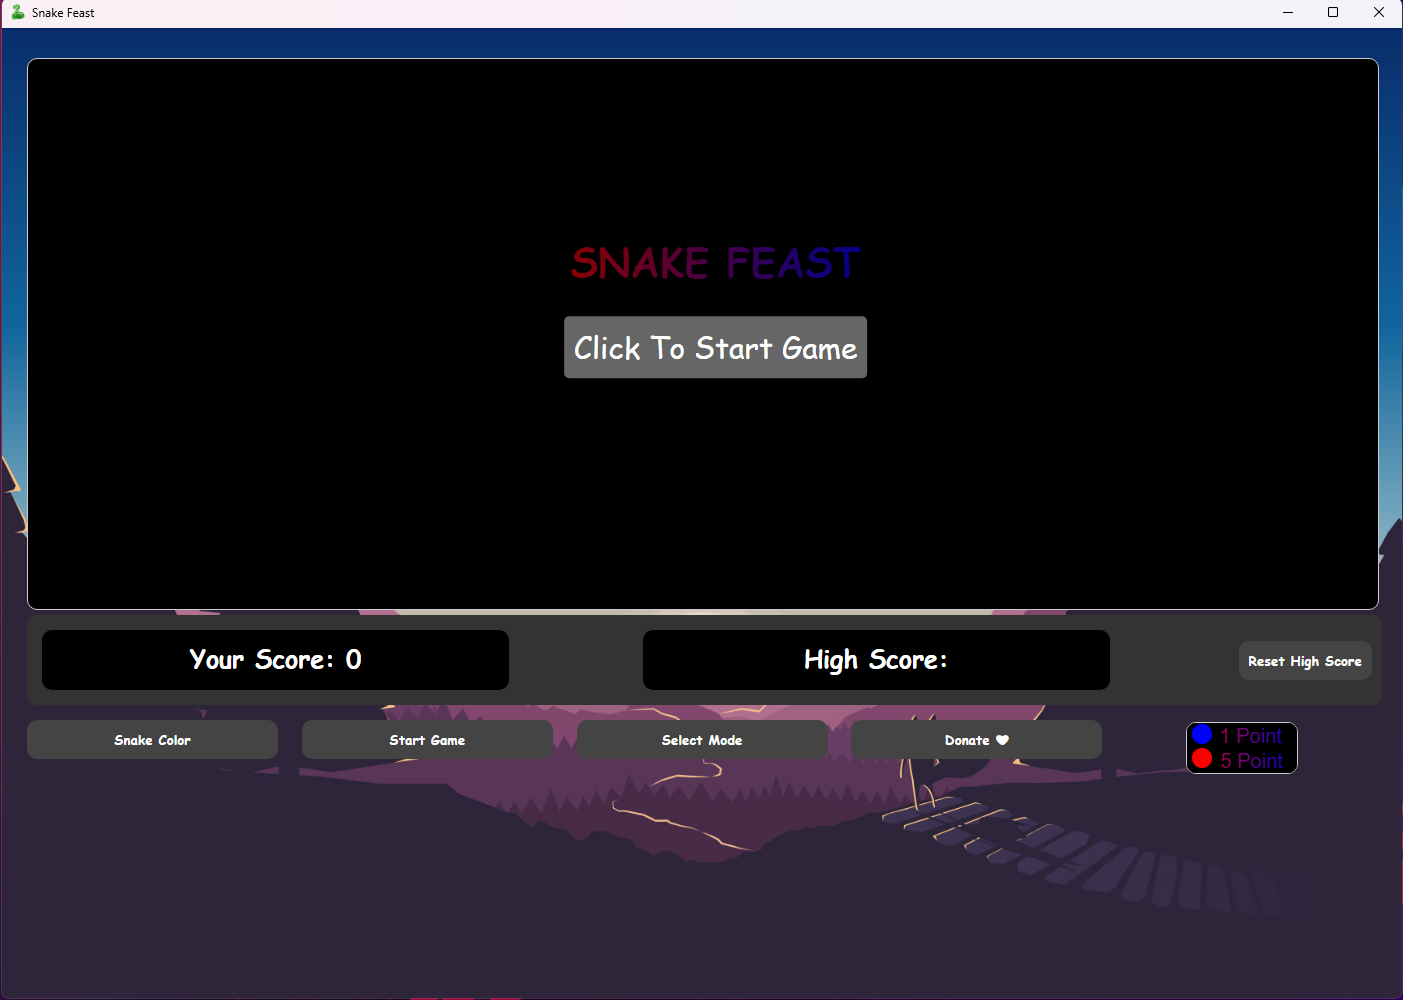 Snake Feast
SNAKE FEAST
Click To Start Game
Your Score: 0
High Score:
Reset High Score
Snake Color
Start Game
Select Mode
Donate ❤
1 Point
5 Point